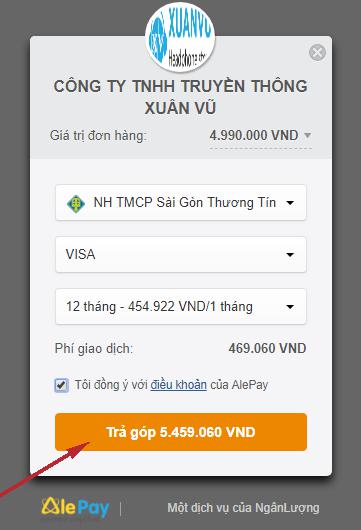 XUANVU
Headphone
CÔNG TY TNHH TRUYỀN THÔNG
XUÂN VŨ
Giá trị đơn hàng: 4.990.000 VND
NH TMCP Sài Gòn Thương Tín
VISA
12 tháng - 454.922 VND/1 tháng
Phí giao dịch: 469.060 VND
Tôi đồng ý với điều khoản của AlePay
Trả góp 5.459.060 VND
AlePay | Một dịch vụ của NgânLượng